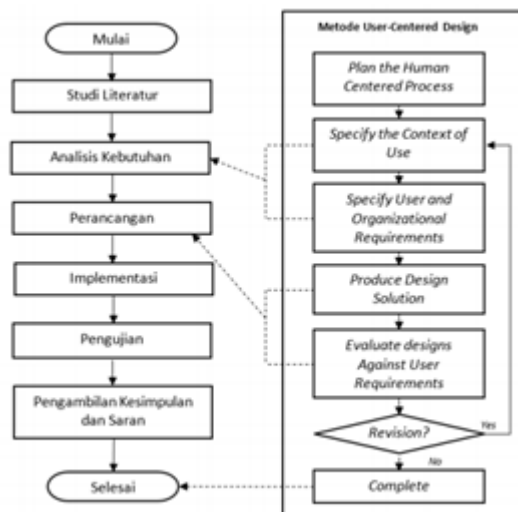 Mulai
Studi Literatur
Analisis Kebutuhan
Perancangan
Implementasi
Pengujian
Pengambilan Kesimpulan
dan Saran
Selesai
Metode User-Centered Design
Plan the Human
Centered Process
Specify the Context of
Use
Specify User and
Organizational
Requirements
Produce Design
Solution
Evaluate designs
Against User
Requirements
Revision?
Yes
No
Complete